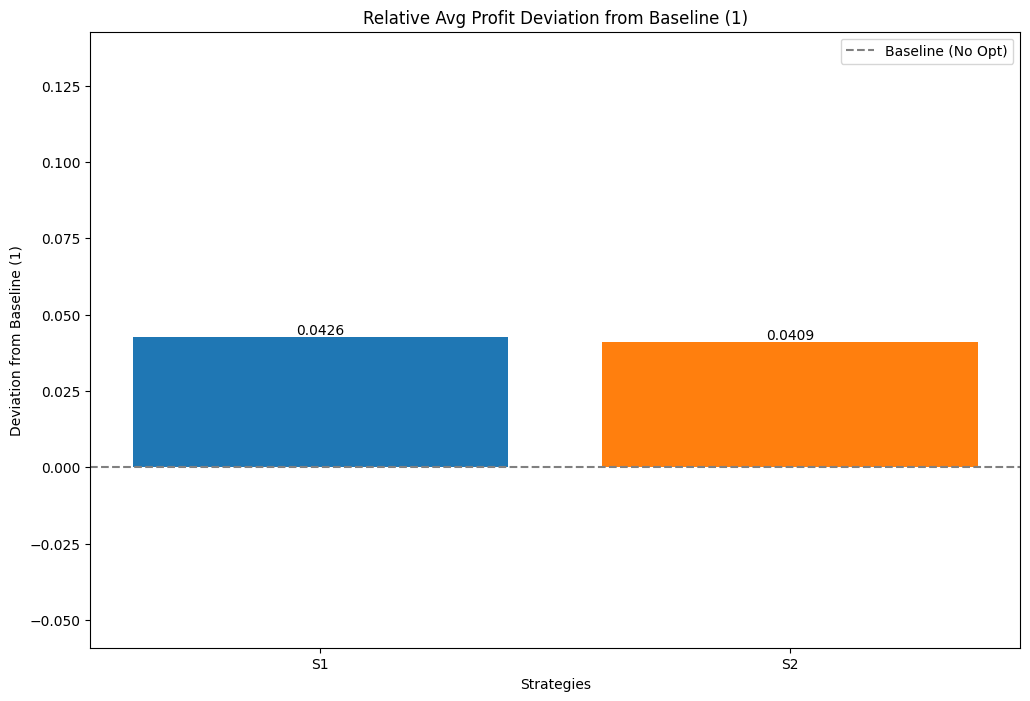 Relative Avg Profit Deviation from Baseline (1)
Baseline (No Opt)
0.125
0.100
0.075
0.050
0.025
0.000
−0.025
−0.050
Deviation from Baseline (1)
0.0426
0.0409
S1
S2
Strategies